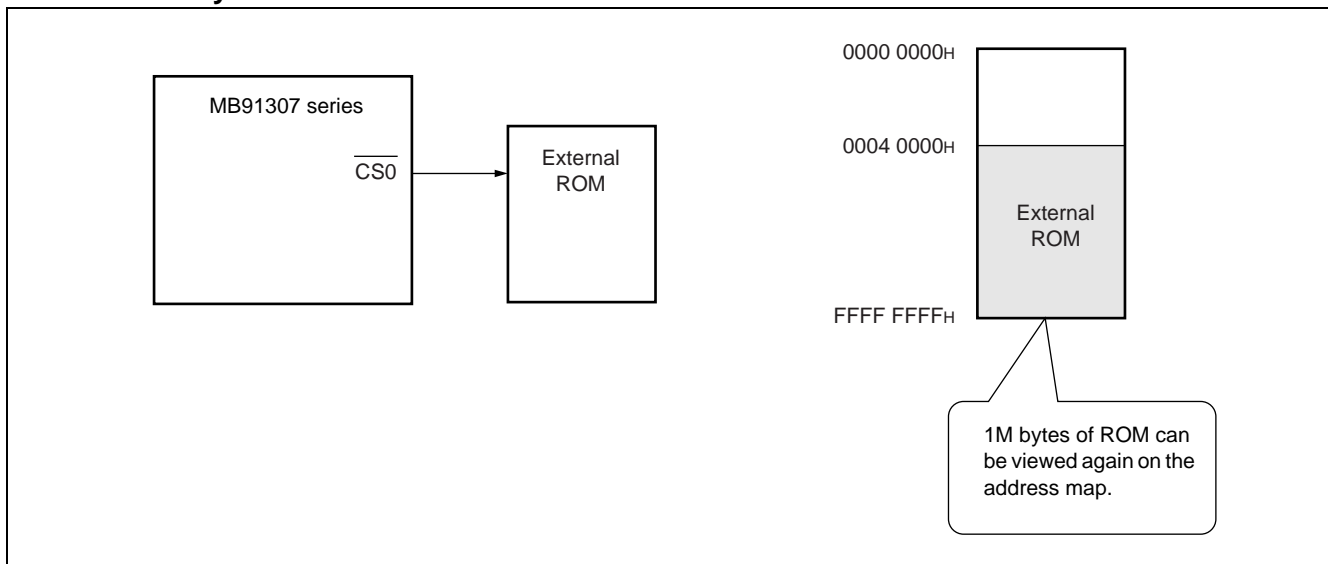 MB91307 series
CS0
External
ROM
0000 0000H
0004 0000H
External
ROM
FFFF FFFFH
1M bytes of ROM can
be viewed again on the
address map.